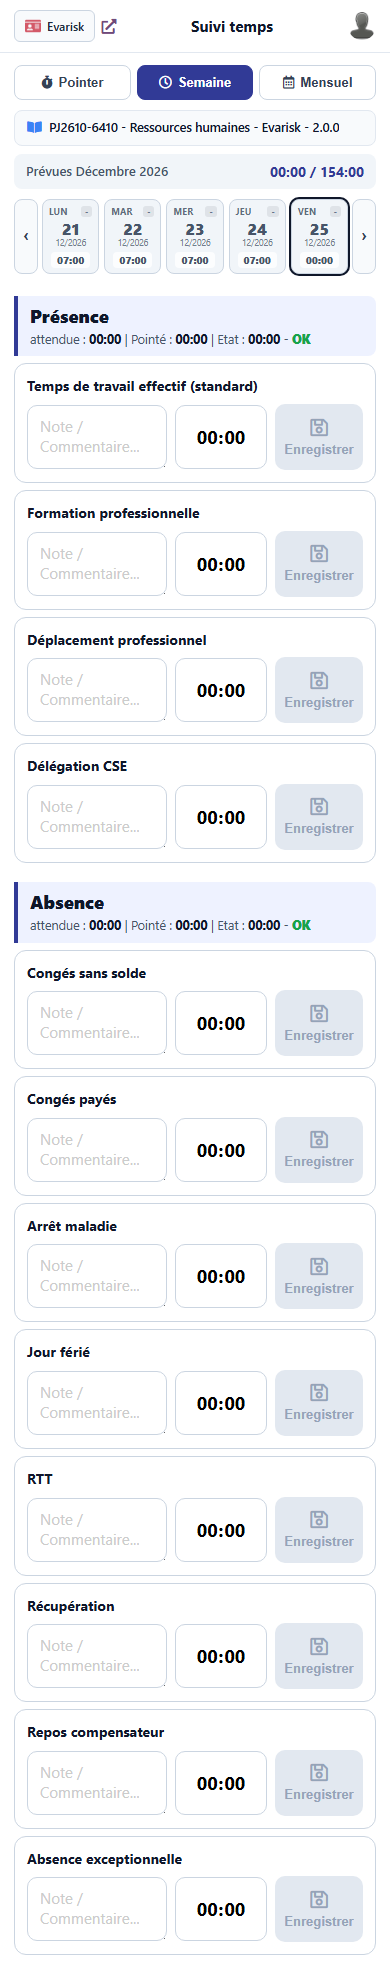 Evarisk
Suivi temps
Pointer
Semaine
Mensuel
PJ2610-6410 - Ressources humaines - Evarisk - 2.0.0
Prévues Décembre 2026 00:00 / 154:00
‹
LUN -
21
12/2026
07:00
MAR -
22
12/2026
07:00
MER -
23
12/2026
07:00
JEU -
24
12/2026
07:00
VEN -
25
12/2026
00:00
›
Présence
attendue : 00:00 | Pointé : 00:00 | Etat : 00:00 - OK
Temps de travail effectif (standard)
Note /
Commentaire...
00:00
Enregistrer
Formation professionnelle
Note /
Commentaire...
00:00
Enregistrer
Déplacement professionnel
Note /
Commentaire...
00:00
Enregistrer
Délégation CSE
Note /
Commentaire...
00:00
Enregistrer
Absence
attendue : 00:00 | Pointé : 00:00 | Etat : 00:00 - OK
Congés sans solde
Note /
Commentaire...
00:00
Enregistrer
Congés payés
Note /
Commentaire...
00:00
Enregistrer
Arrêt maladie
Note /
Commentaire...
00:00
Enregistrer
Jour férié
Note /
Commentaire...
00:00
Enregistrer
RTT
Note /
Commentaire...
00:00
Enregistrer
Récupération
Note /
Commentaire...
00:00
Enregistrer
Repos compensateur
Note /
Commentaire...
00:00
Enregistrer
Absence exceptionnelle
Note /
Commentaire...
00:00
Enregistrer